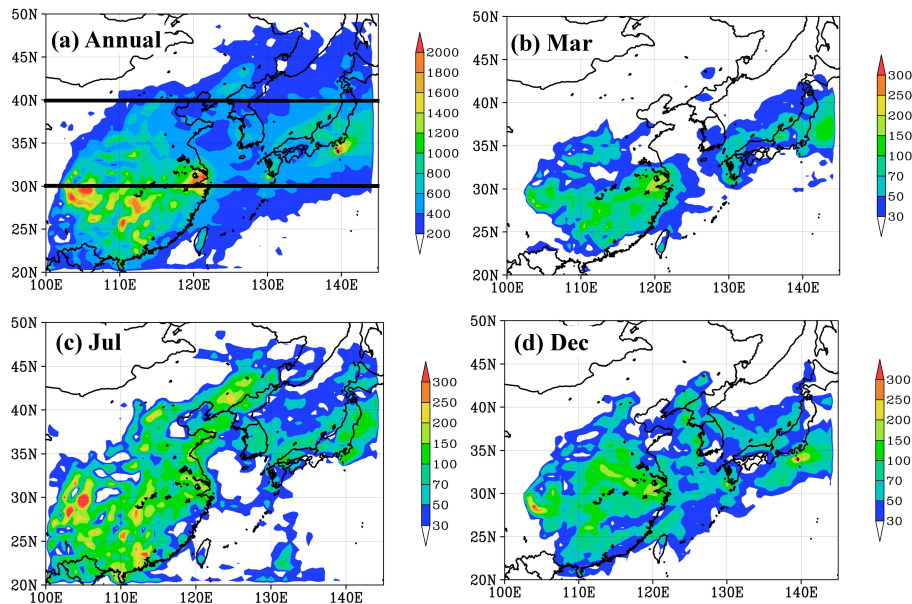 (a) Annual
50N
45N
40N
35N
30N
25N
20N
100E
110E
120E
130E
140E
2000
1800
1600
1400
1200
1000
800
600
400
200
(b) Mar
50N
45N
40N
35N
30N
25N
20N
100E
110E
120E
130E
140E
300
250
200
150
100
70
50
30
(c) Jul
50N
45N
40N
35N
30N
25N
20N
100E
110E
120E
130E
140E
300
250
200
150
100
70
50
30
(d) Dec
50N
45N
40N
35N
30N
25N
20N
100E
110E
120E
130E
140E
300
250
200
150
100
70
50
30